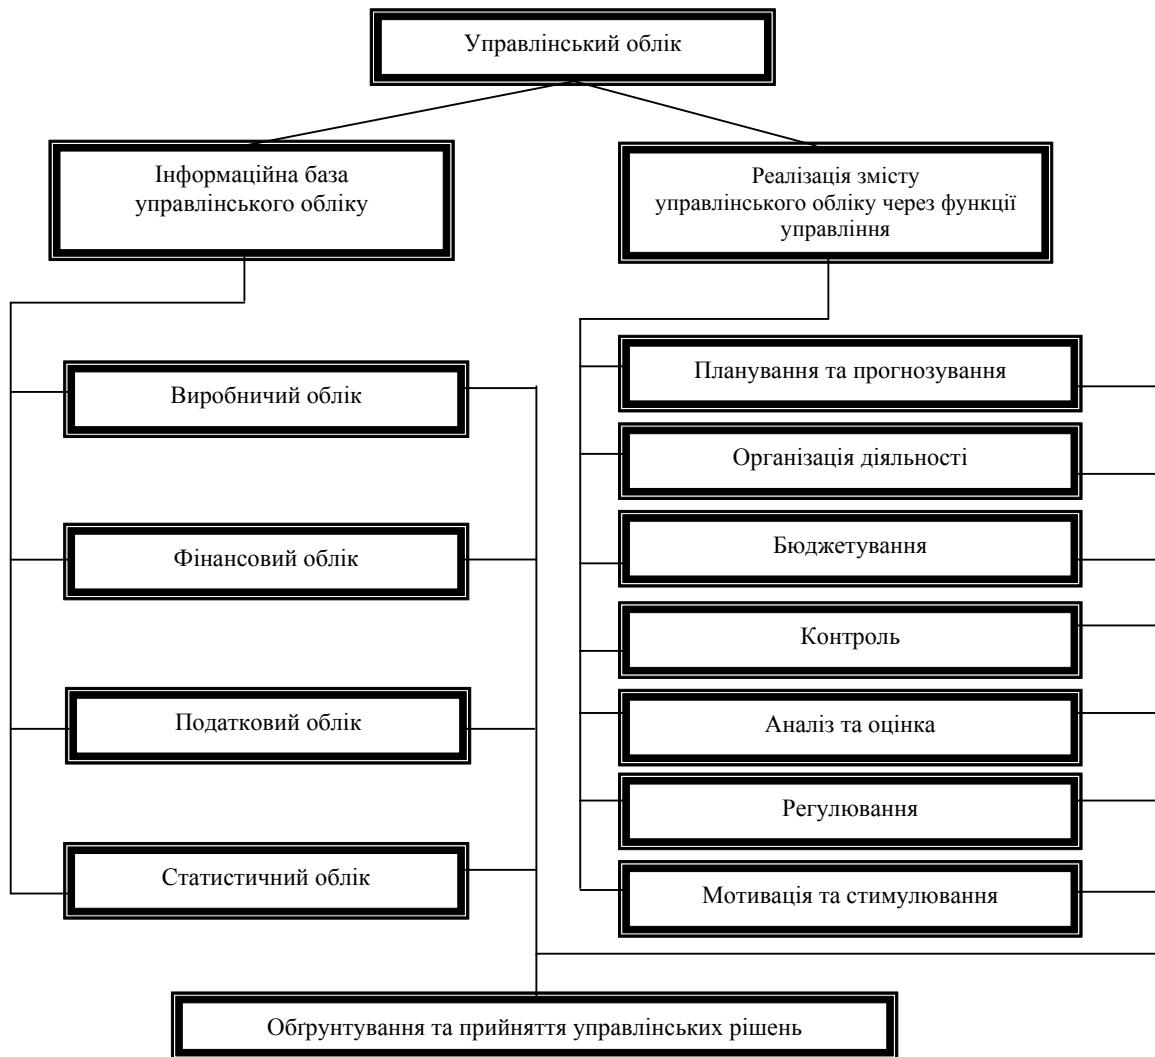 Управлінський облік
Інформаційна база
управлінського обліку
Реалізація змісту
управлінського обліку через функції
управління
Виробничий облік
Фінансовий облік
Податковий облік
Статистичний облік
Планування та прогнозування
Організація діяльності
Бюджетування
Контроль
Аналіз та оцінка
Регулювання
Мотивація та стимулювання
Обґрунтування та прийняття управлінських рішень